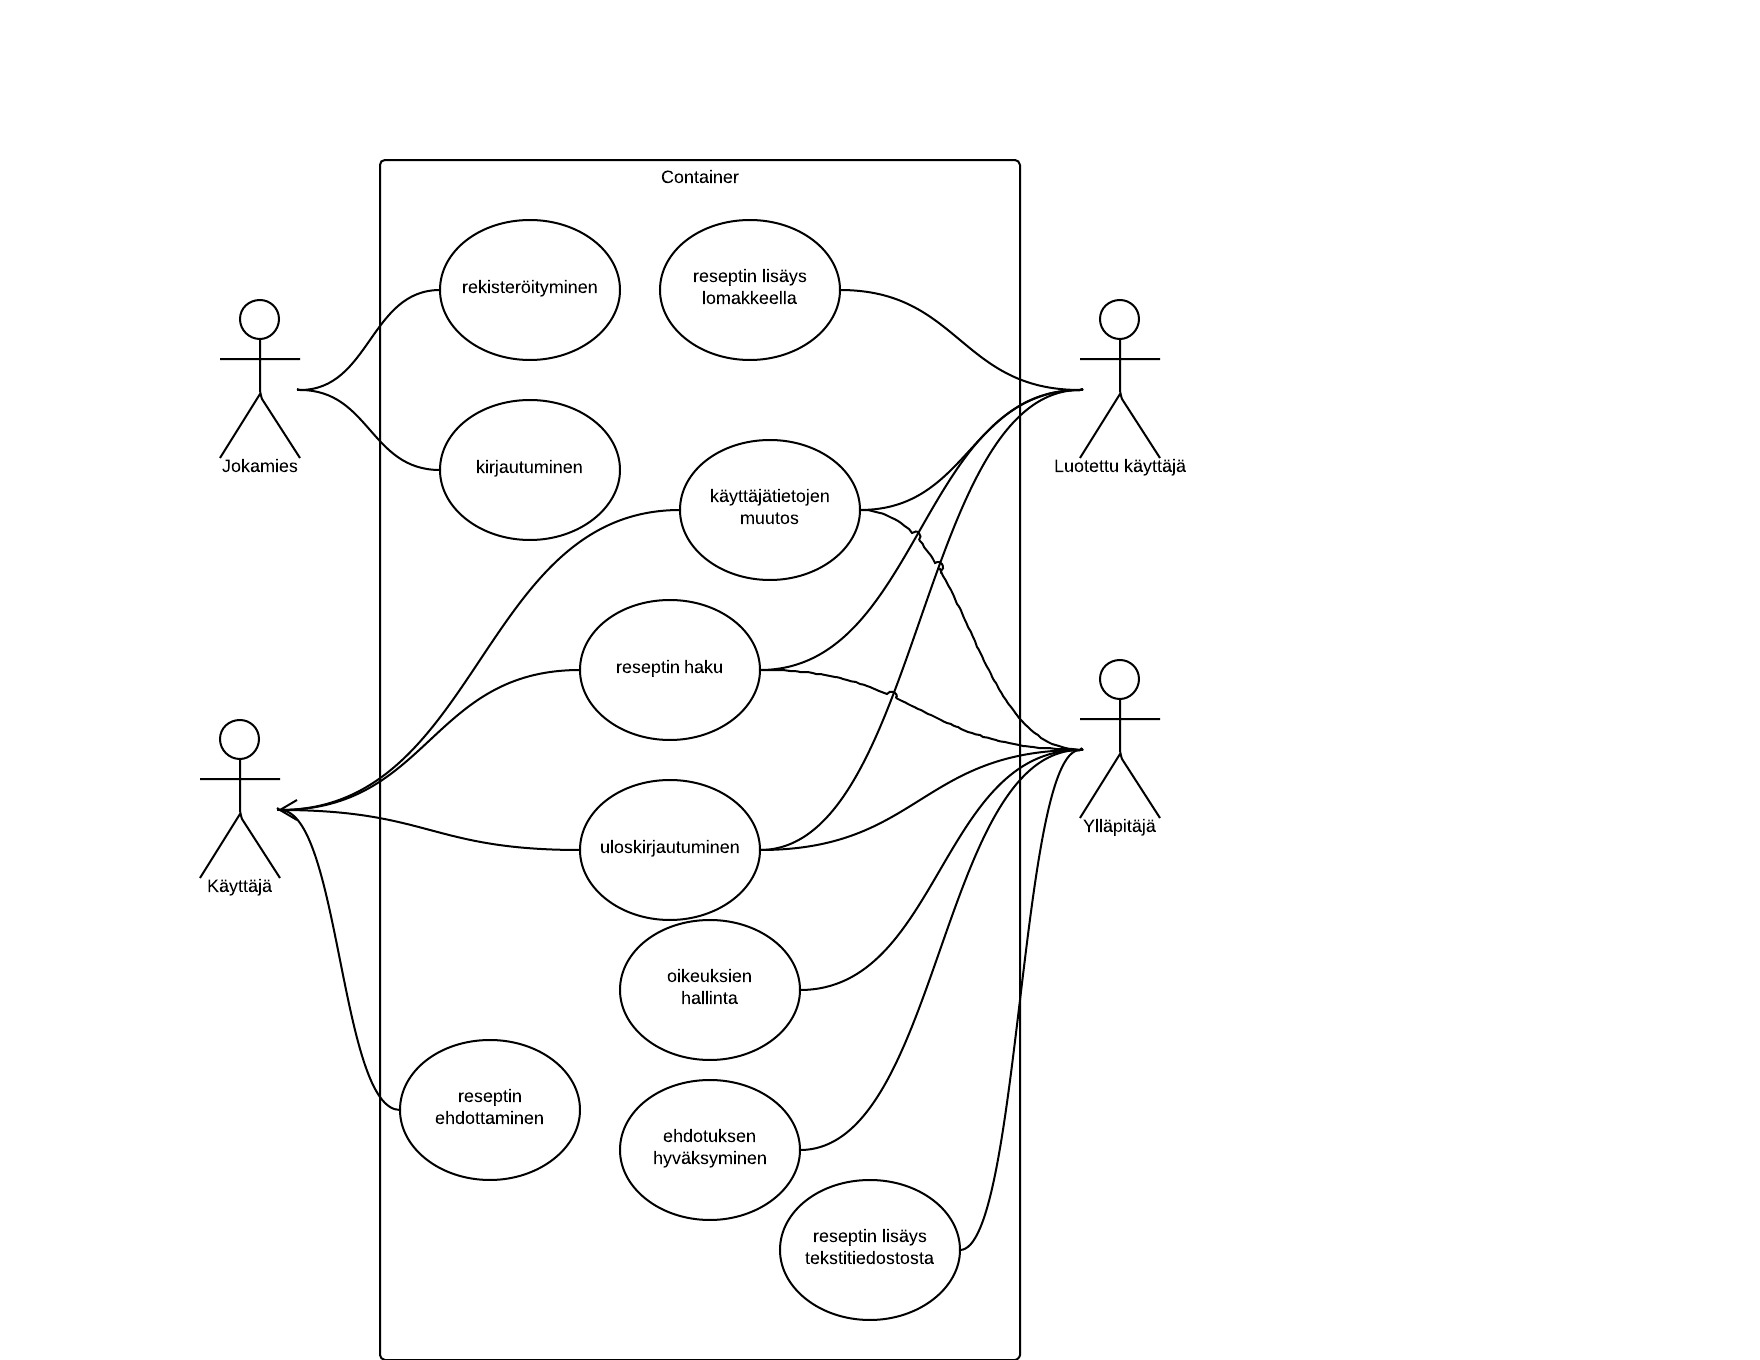 Container
rekisteröityminen
reseptin lisäys
lomakkeella
Jokamies
kirjautuminen
Luotettu käyttäjä
käyttäjätietojen
muutos
reseptin haku
Ylläpitäjä
uloskirjautuminen
Käyttäjä
oikeuksien
hallinta
reseptin
ehdottaminen
ehdotuksen
hyväksyminen
reseptin lisäys
tekstitiedostosta